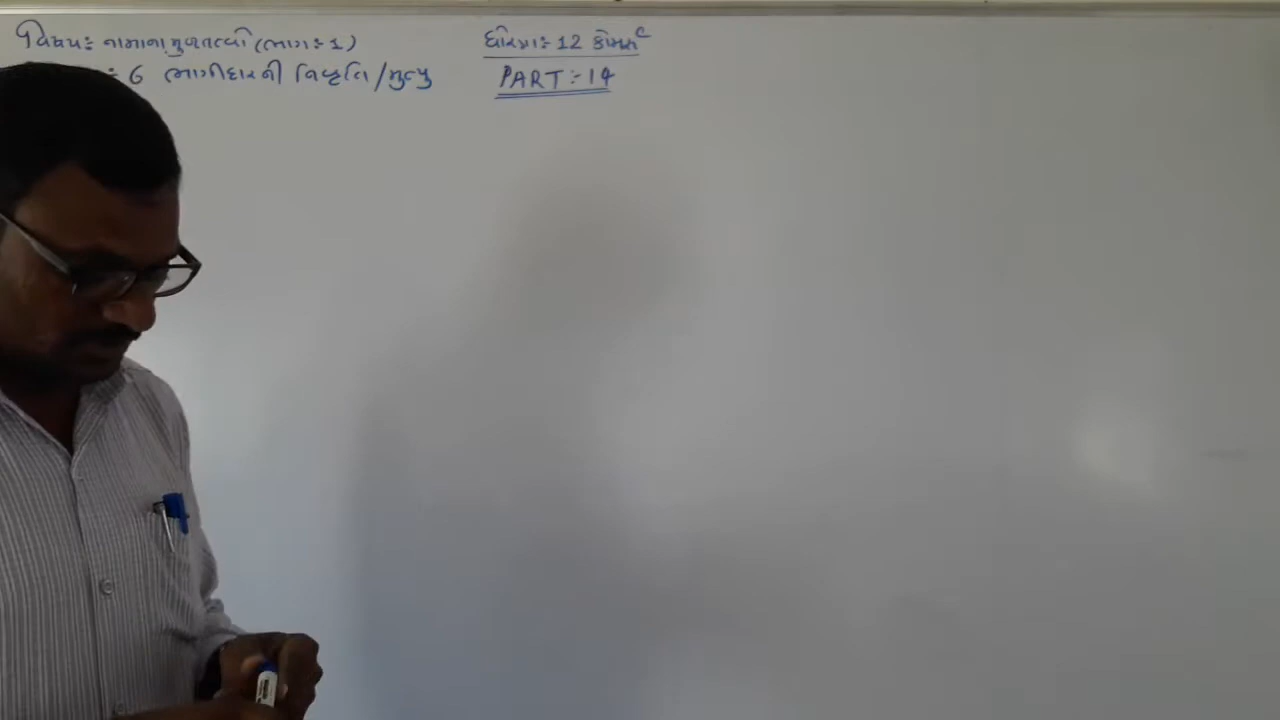 વિષય:- નામાના મુળતત્વો (ભાગ:- 1)
ધોરણ:- 12 કોમર્સ
:- 6 ભાગીદારની નિવૃત્તિ/મૃત્યુ
PART:- 14